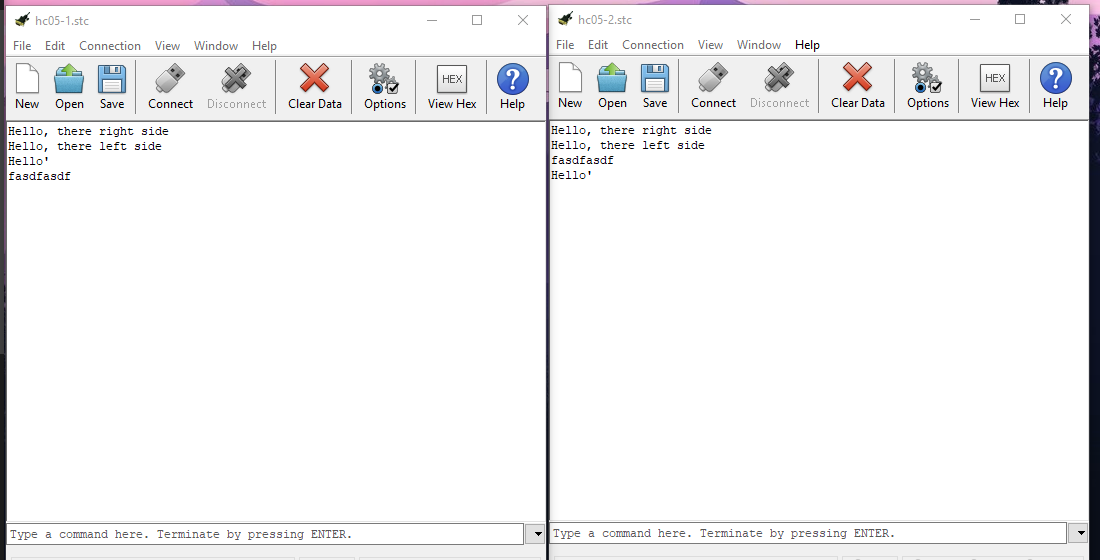 hc05-1.stc
File Edit Connection View Window Help
New Open Save Connect Disconnect Clear Data Options HEX View Hex Help
Hello, there right side
Hello, there left side
Hello'
fasdfasdf
Type a command here. Terminate by pressing ENTER.
hc05-2.stc
File Edit Connection View Window Help
New Open Save Connect Disconnect Clear Data Options HEX View Hex Help
Hello, there right side
Hello, there left side
fasdfasdf
Hello'
Type a command here. Terminate by pressing ENTER.